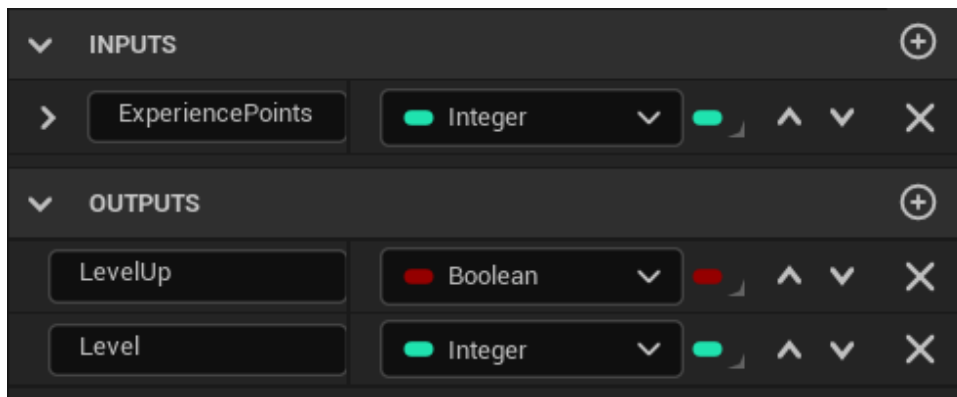 INPUTS
ExperiencePoints Integer
OUTPUTS
LevelUp Boolean
Level Integer